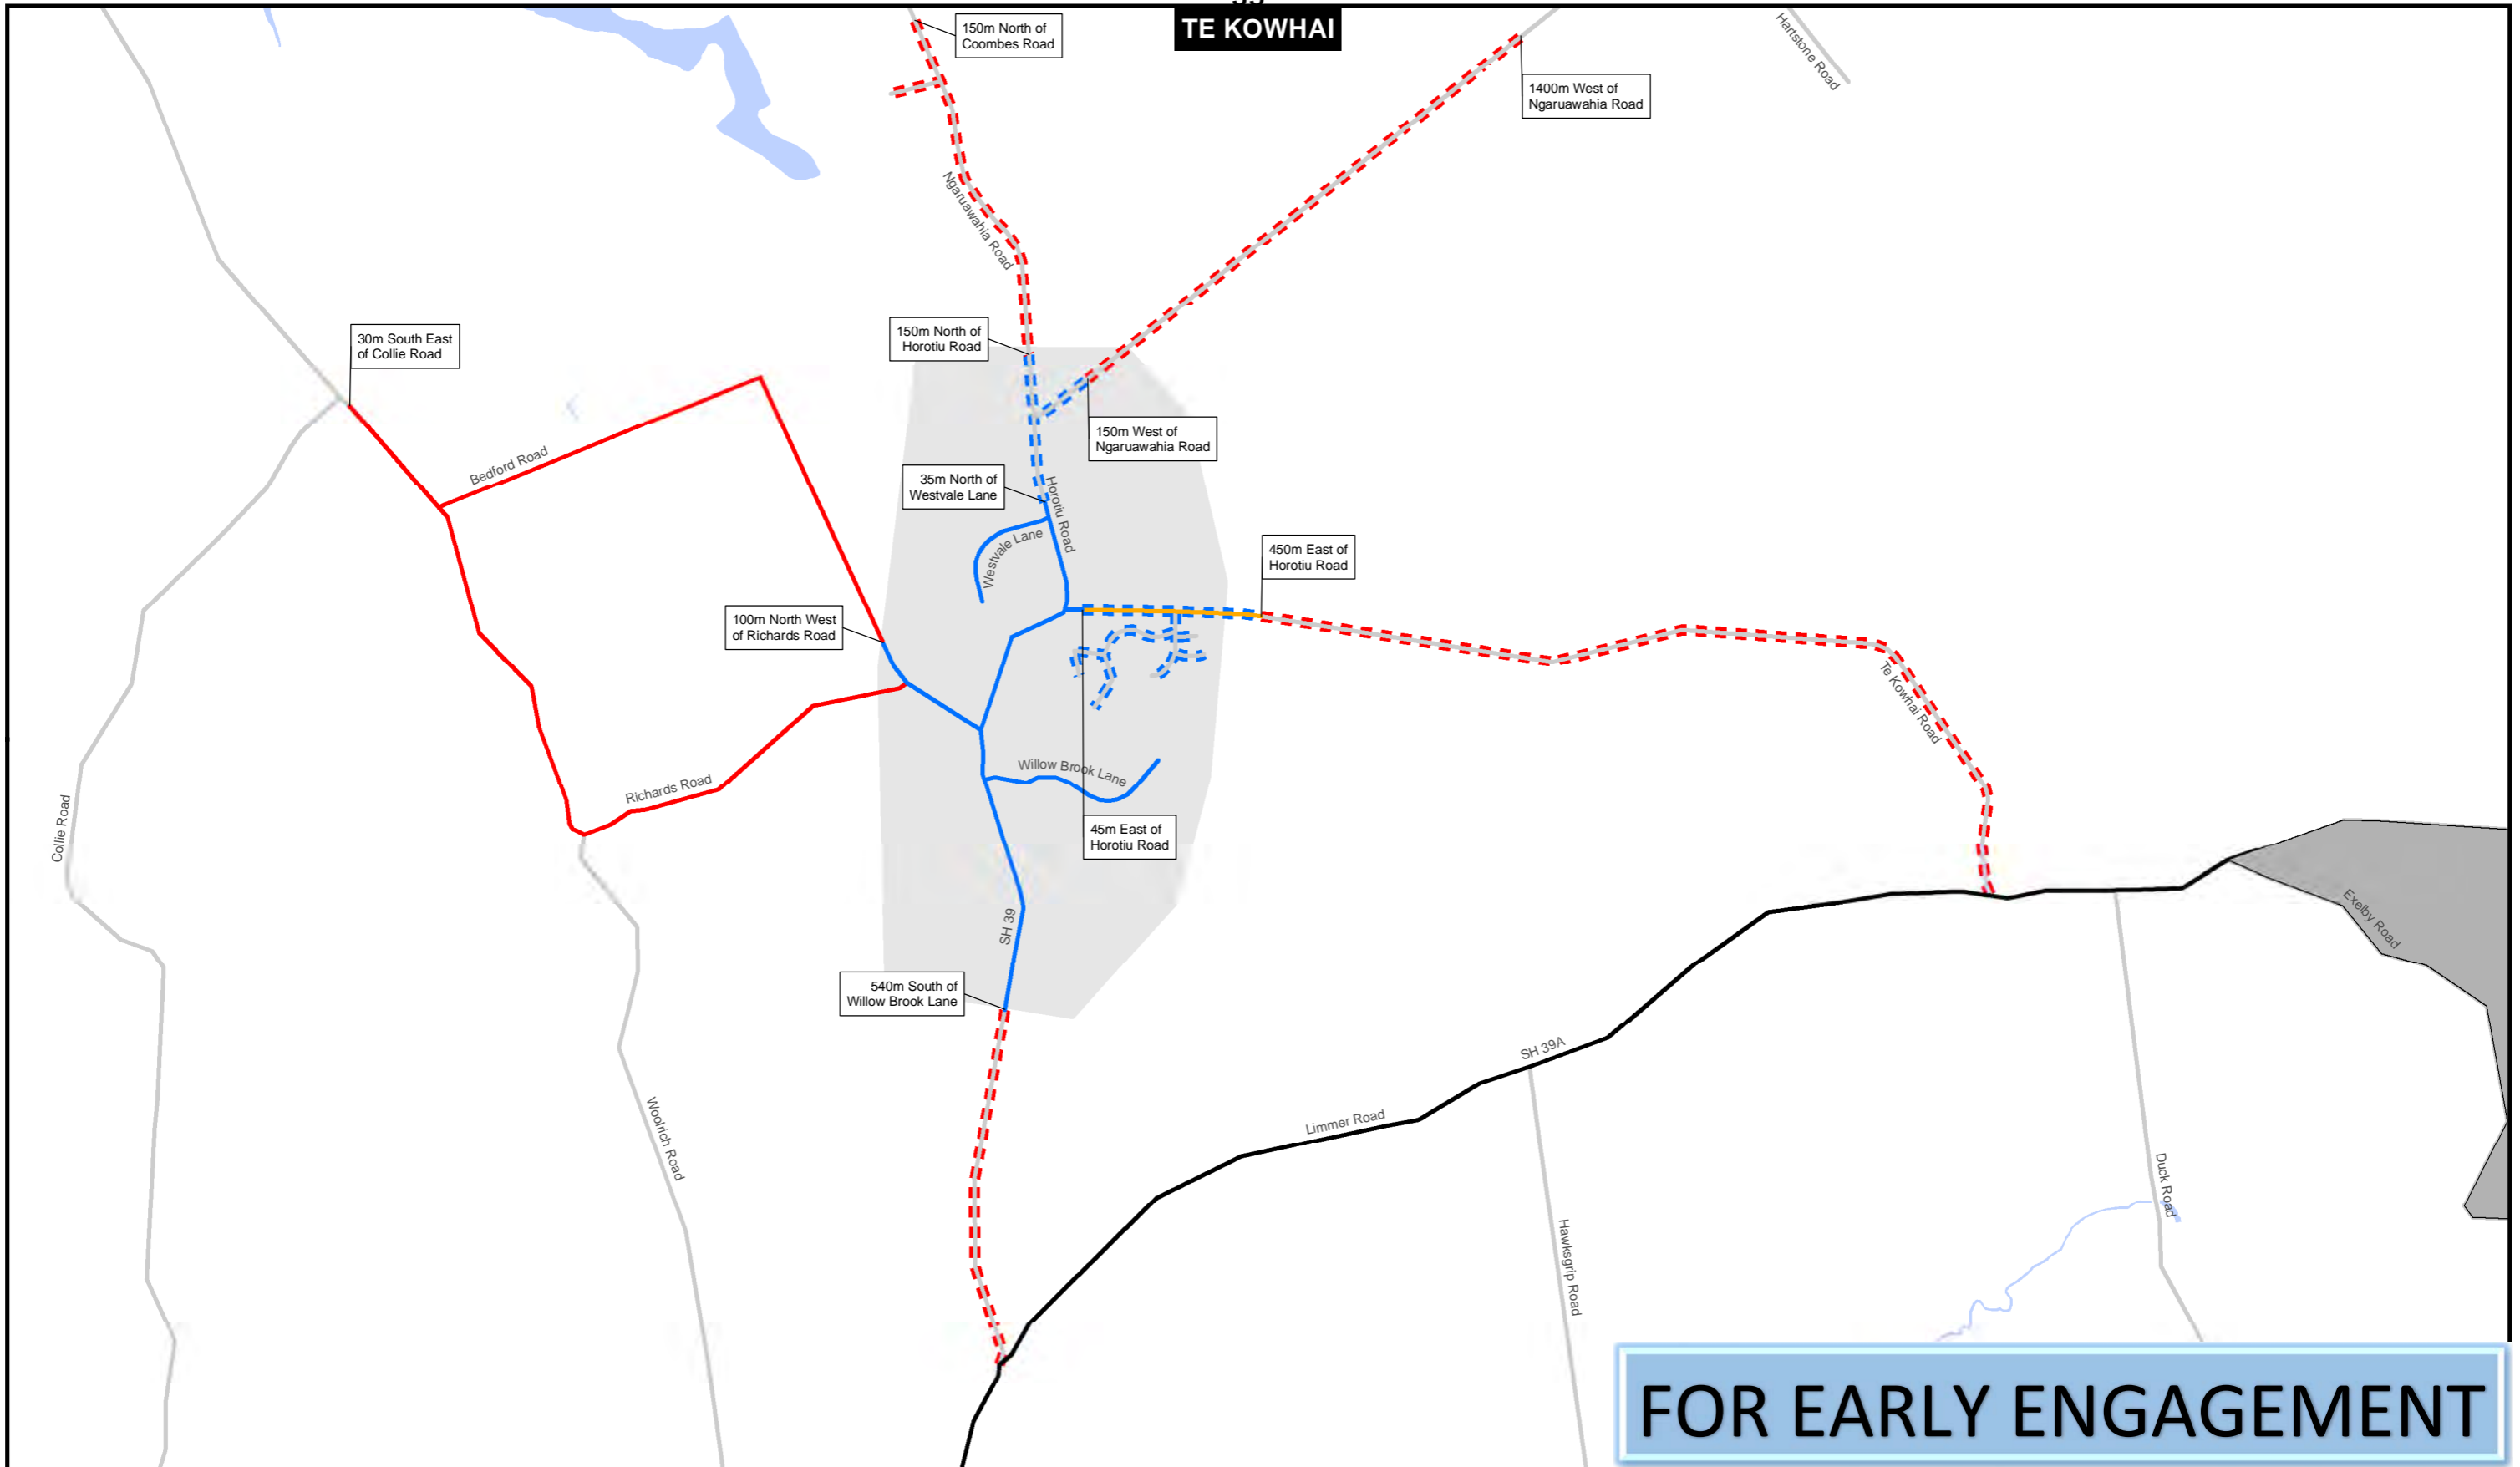 TE KOWHAI
150m North of
Coombes Road
Hartstone Road
1400m West of
Ngaruawahia Road
Ngaruawahia Road
30m South East
of Collie Road
150m North of
Horotiu Road
150m West of
Ngaruawahia Road
Bedford Road
35m North of
Westvale Lane
Horotiu Road
Westvale Lane
450m East of
Horotiu Road
100m North West
of Richards Road
Te Kowhai Road
Willow Brook Lane
Richards Road
Collie Road
45m East of
Horotiu Road
Exelby Road
SH 39
540m South of
Willow Brook Lane
SH 39A
Limmer Road
Woolrich Road
Duck Road
Hawksgrip Road
FOR EARLY ENGAGEMENT